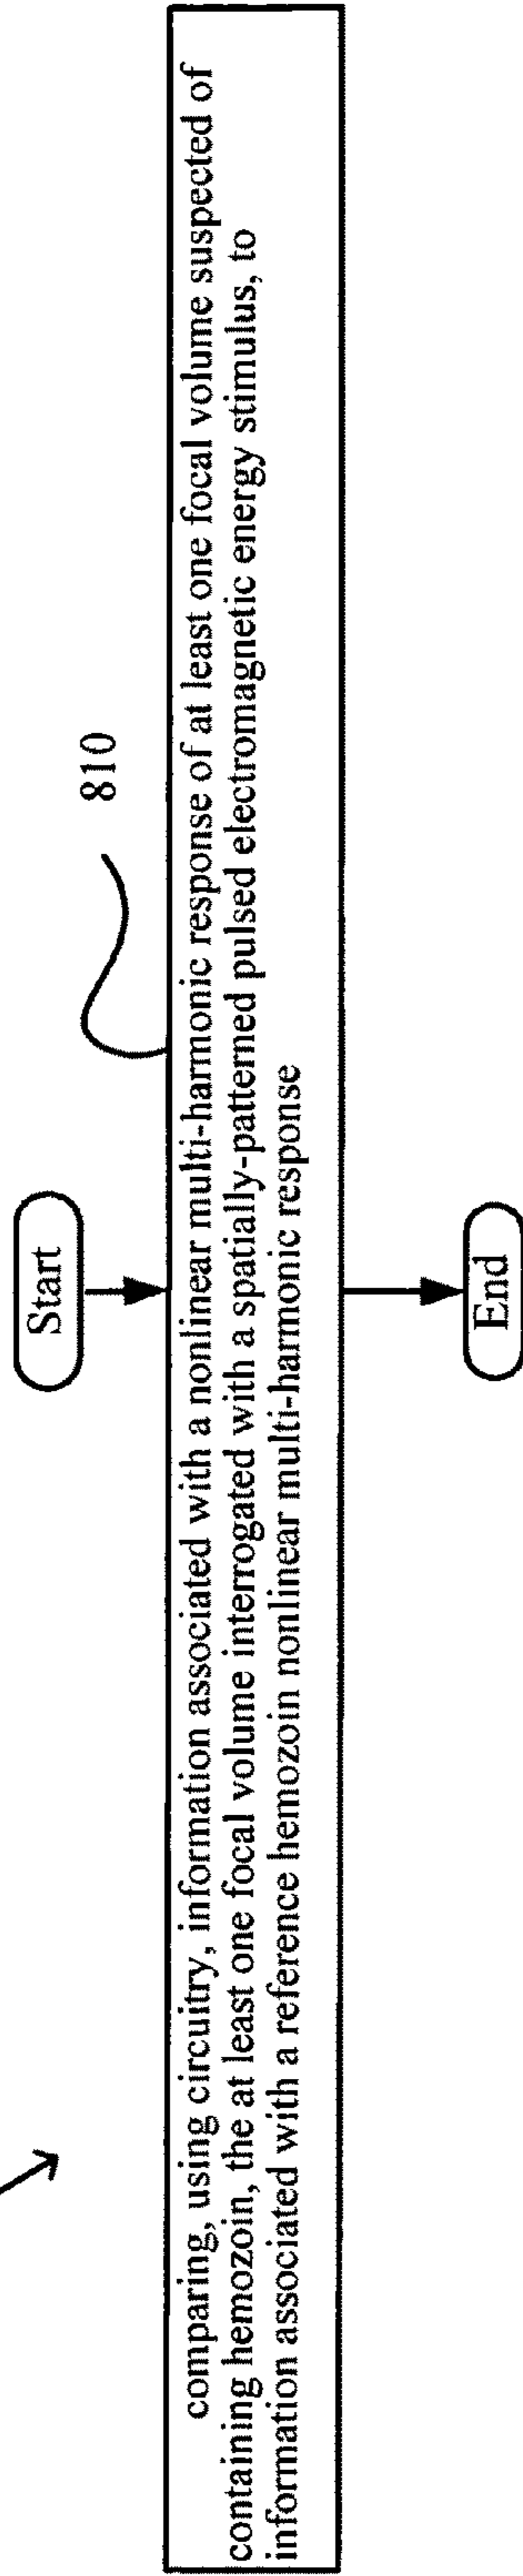 Start
810
comparing, using circuitry, information associated with a nonlinear multi-harmonic response of at least one focal volume suspected of
containing hemozoin, the at least one focal volume interrogated with a spatially-patterned pulsed electromagnetic energy stimulus, to
information associated with a reference hemozoin nonlinear multi-harmonic response
End